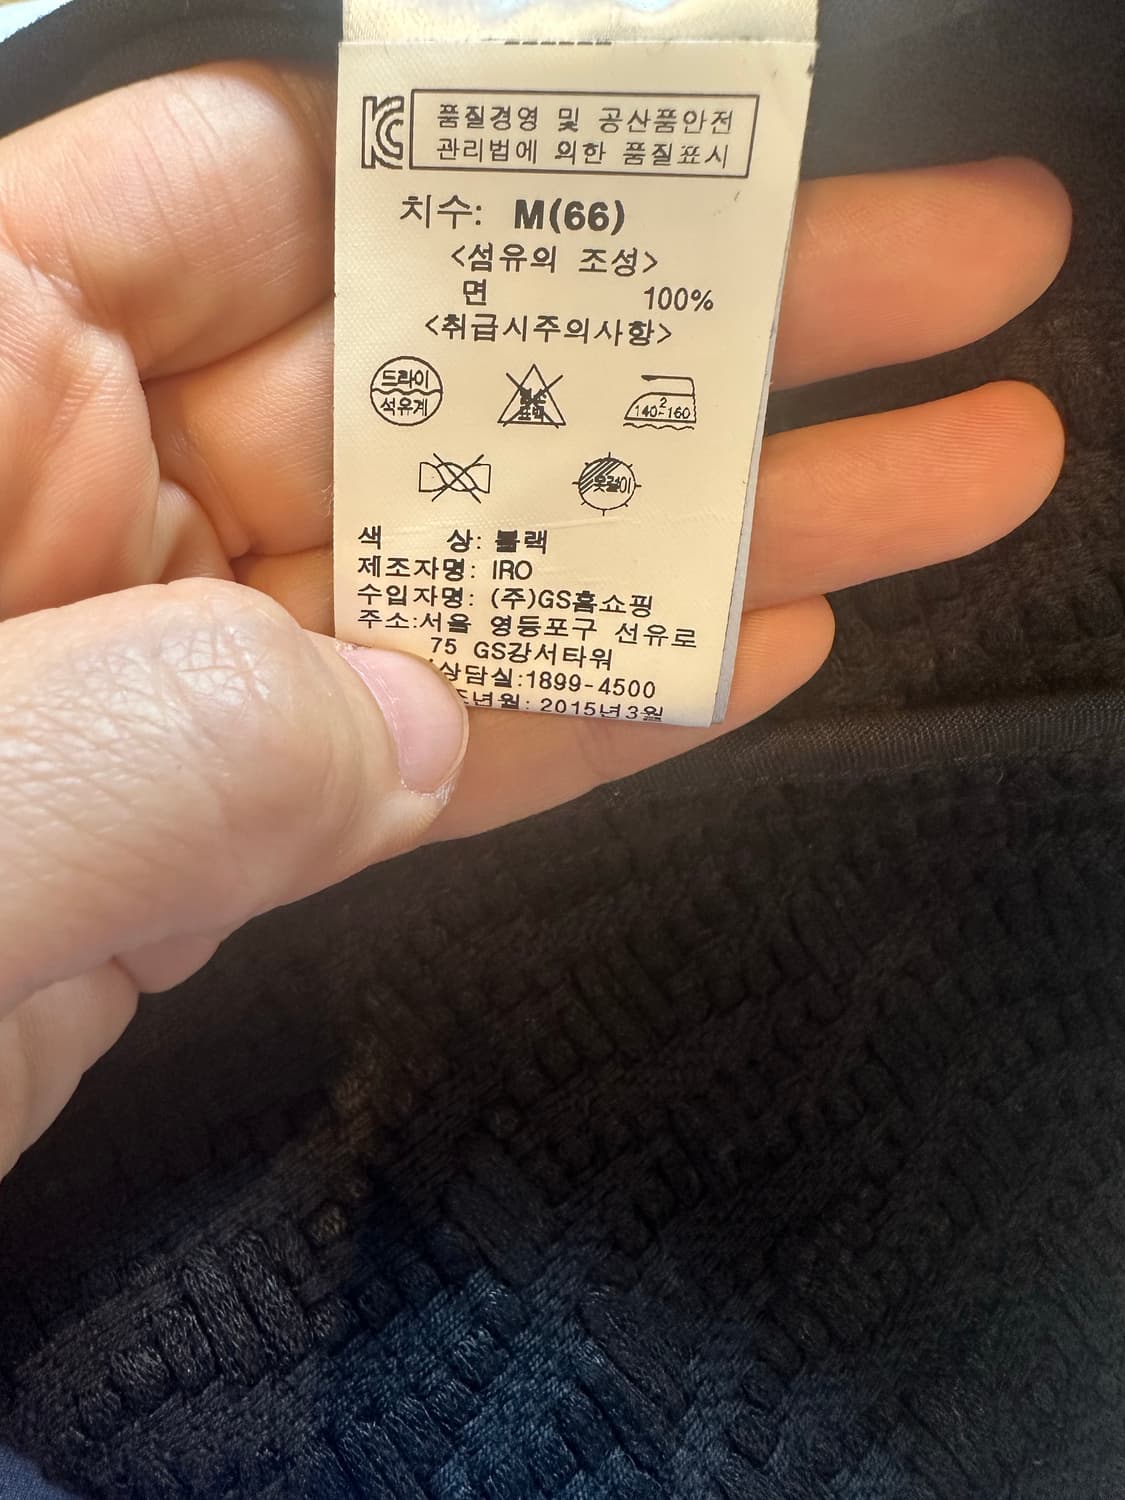 품질경영 및 공산품안전
관리법에 의한 품질표시
치수: M(66)
<섬유의 조성>
면 100%
<취급시주의사항>
드라이
석유계
2
140-160
옷걸이
색 상: 블랙
제조자명: IRO
수입자명: (주)GS홈쇼핑
주소:서울 영등포구 선유로
75 GS강서타워
상담실:1899-4500
년월: 2015년3월